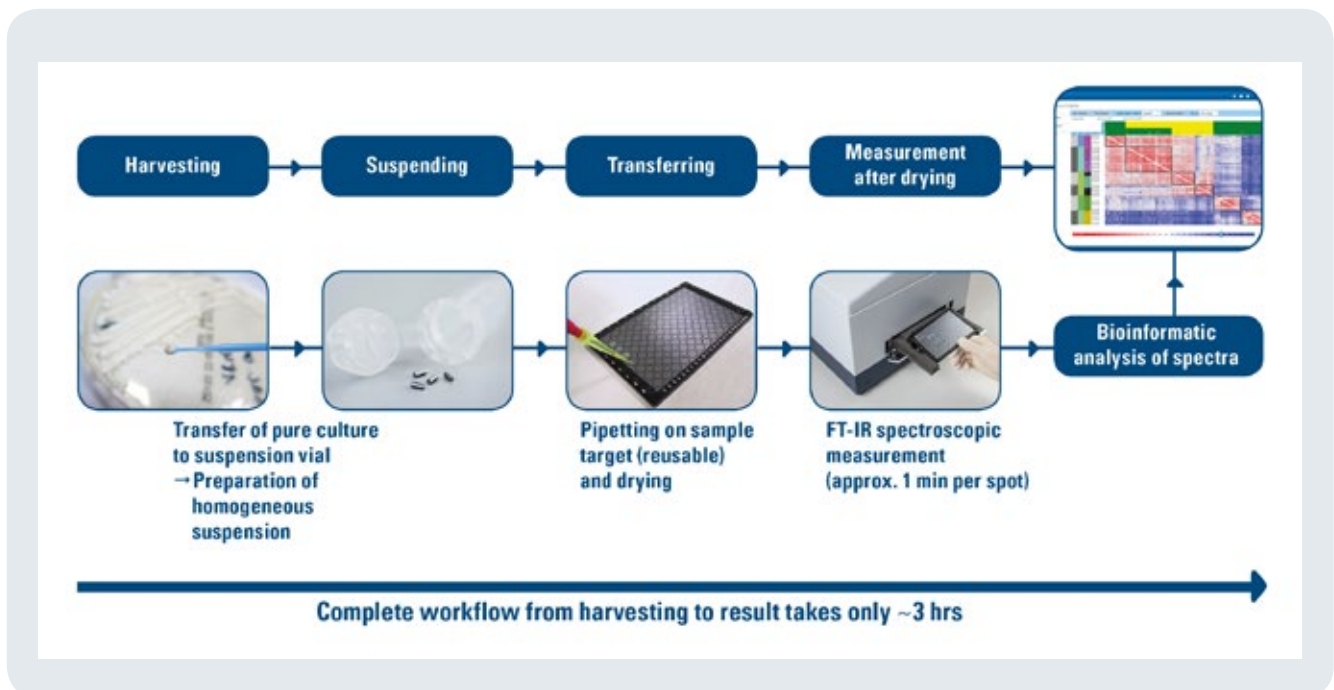 Harvesting
Suspending
Transferring
Measurement
after drying
Bioinformatic
analysis of spectra
Transfer of pure culture
to suspension vial
→ Preparation of
homogeneous
suspension
Pipetting on sample
target (reusable)
and drying
FT-IR spectroscopic
measurement
(approx. 1 min per spot)
Complete workflow from harvesting to result takes only ~3 hrs